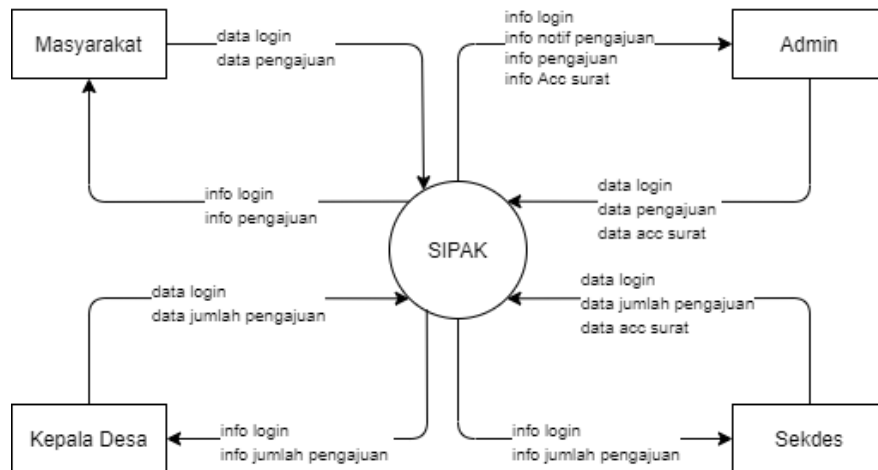 Masyarakat
data login
data pengajuan
info login
info notif pengajuan
info pengajuan
info Acc surat
Admin
info login
info pengajuan
data login
data pengajuan
data acc surat
SIPAK
data login
data jumlah pengajuan
data login
data jumlah pengajuan
data acc surat
Kepala Desa
info login
info jumlah pengajuan
info login
info jumlah pengajuan
Sekdes